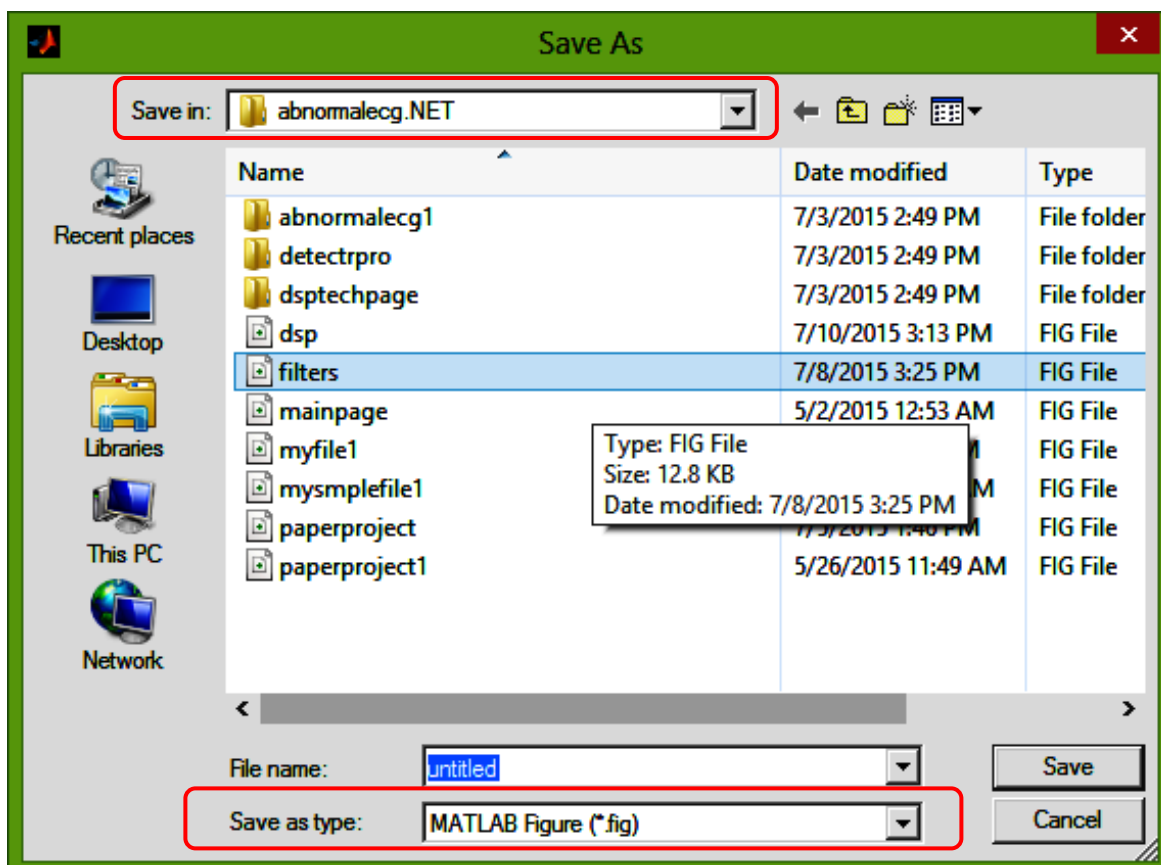 Save As
Save in: abnormalecg.NET
Name Date modified Type
abnormalecg1 7/3/2015 2:49 PM File folder
detectrpro 7/3/2015 2:49 PM File folder
dsptechpage 7/3/2015 2:49 PM File folder
dsp 7/10/2015 3:13 PM FIG File
filters 7/8/2015 3:25 PM FIG File
mainpage 5/2/2015 12:53 AM FIG File
myfile1 FIG File
mysmplefile1 FIG File
paperproject FIG File
paperproject1 5/26/2015 11:49 AM FIG File
Type: FIG File
Size: 12.8 KB
Date modified: 7/8/2015 3:25 PM
Recent places
Desktop
Libraries
This PC
Network
File name: untitled Save
Save as type: MATLAB Figure (*.fig) Cancel